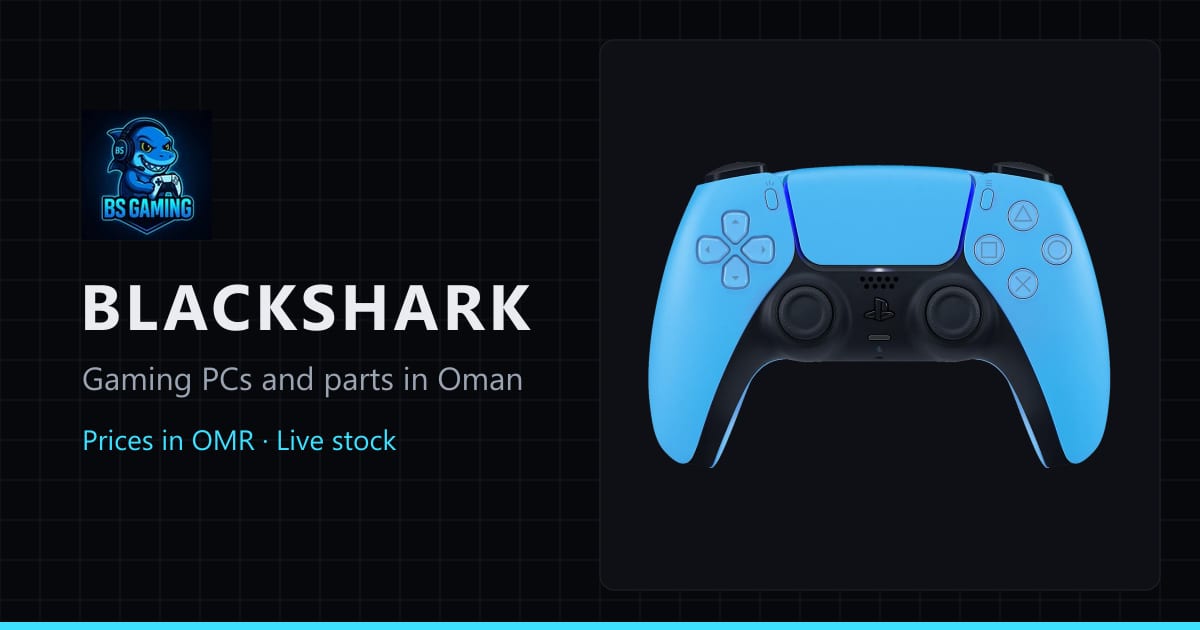 BS
BS GAMING
BLACKSHARK
Gaming PCs and parts in Oman
Prices in OMR · Live stock